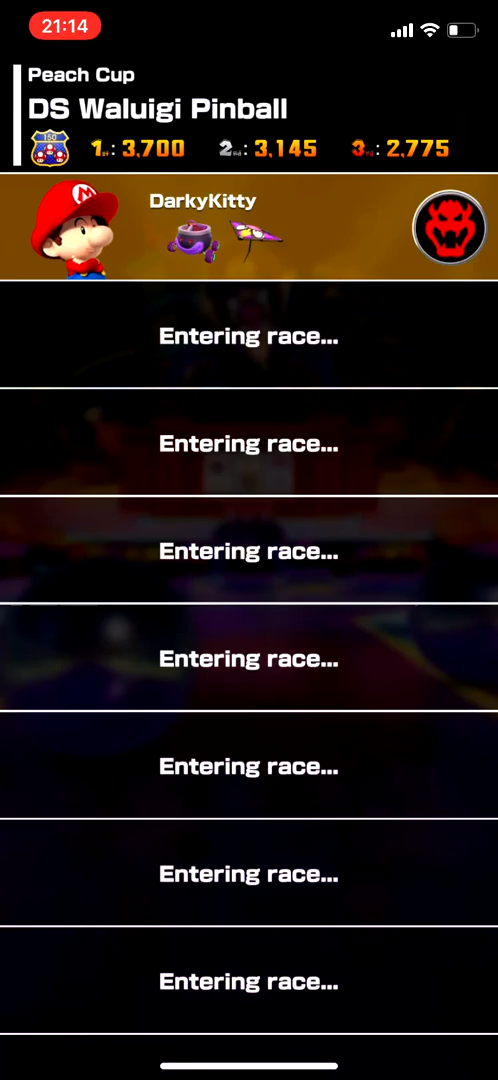 21:14
Peach Cup
DS Waluigi Pinball
150 1st: 3,700 2nd: 3,145 3rd: 2,775
M
DarkyKitty
Entering race...
Entering race...
Entering race...
Entering race...
Entering race...
Entering race...
Entering race...